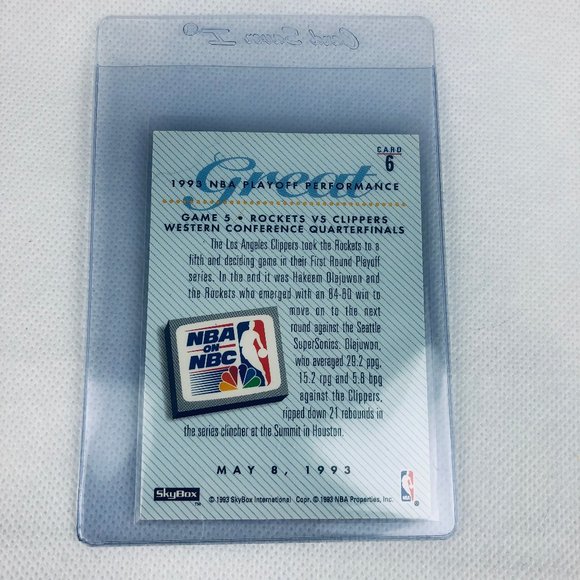 Card Saver I®
CARD
6
Great
1993 NBA PLAYOFF PERFORMANCE
GAME 5 • ROCKETS VS CLIPPERS
WESTERN CONFERENCE QUARTERFINALS
The Los Angeles Clippers took the Rockets to a
fifth and deciding game in their First Round Playoff
series. In the end it was Hakeem Olajuwon and
the Rockets who emerged with an 84-80 win to
move on to the next
round against the Seattle
SuperSonics. Olajuwon,
who averaged 29.2 ppg,
15.2 rpg and 5.8 bpg
against the Clippers,
ripped down 21 rebounds in
the series clincher at the Summit in Houston.
NBA
ON
NBC
MAY 8, 1993
SkyBox™
© 1993 SkyBox International Copr. © 1993 NBA Properties, Inc.
NBA ®